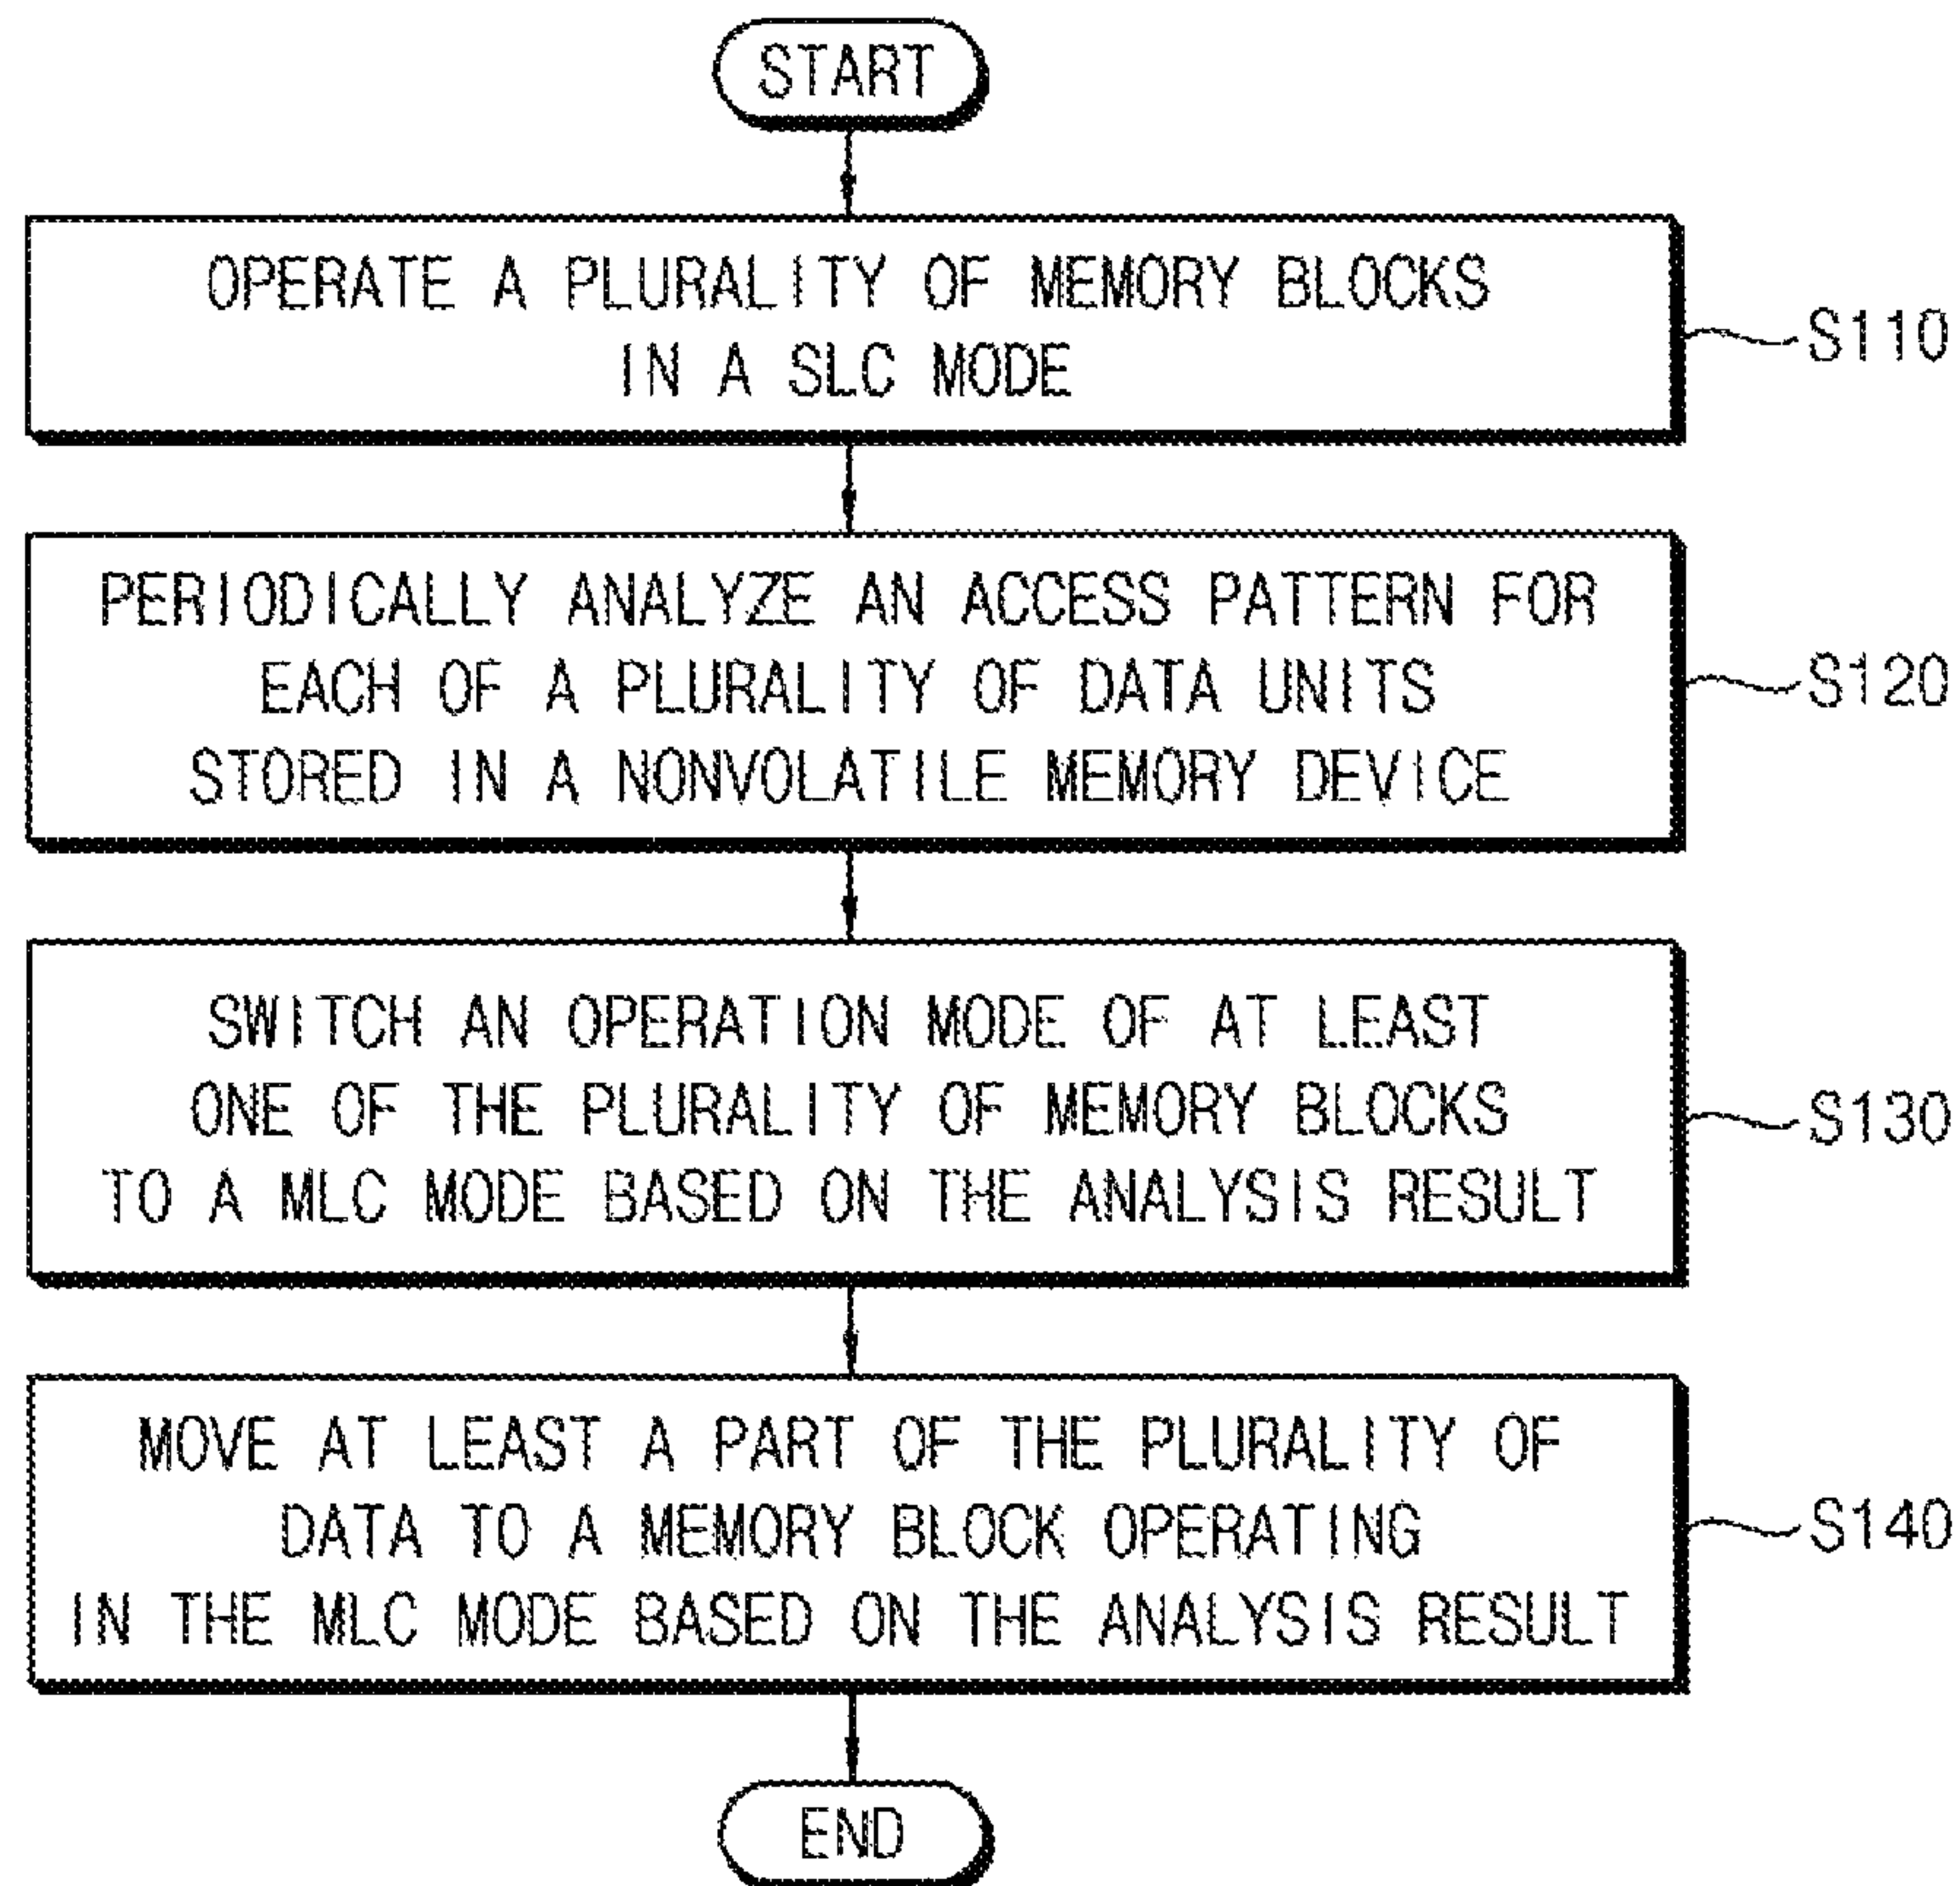 START
OPERATE A PLURALITY OF MEMORY BLOCKS
IN A SLC MODE
S110
PERIODICALLY ANALYZE AN ACCESS PATTERN FOR
EACH OF A PLURALITY OF DATA UNITS
STORED IN A NONVOLATILE MEMORY DEVICE
S120
SWITCH AN OPERATION MODE OF AT LEAST
ONE OF THE PLURALITY OF MEMORY BLOCKS
TO A MLC MODE BASED ON THE ANALYSIS RESULT
S130
MOVE AT LEAST A PART OF THE PLURALITY OF
DATA TO A MEMORY BLOCK OPERATING
IN THE MLC MODE BASED ON THE ANALYSIS RESULT
S140
END